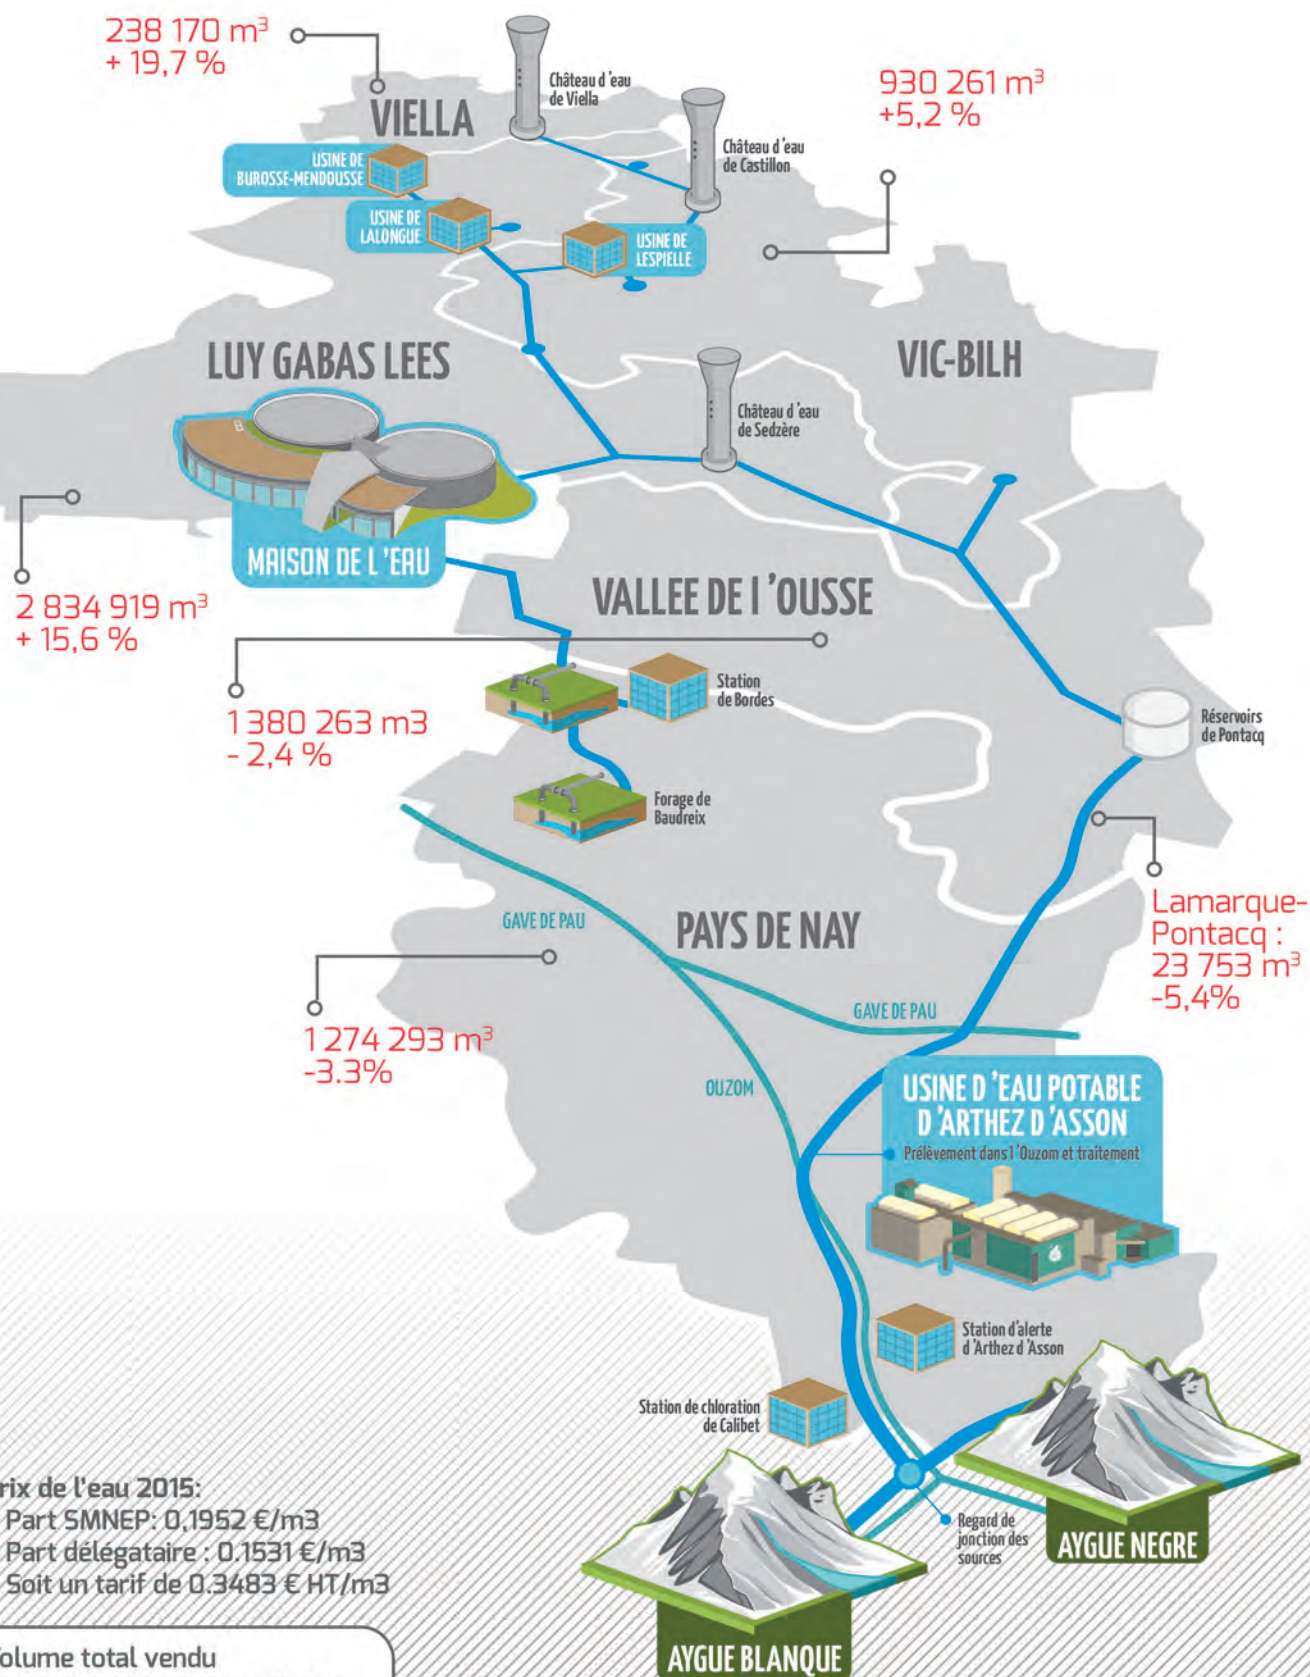 238 170 m³
+ 19,7 %
Château d'eau
de Viella
930 261 m³
+5,2 %
VIELLA
Château d'eau
de Castillon
USINE DE
BUROSSE-MENDOUSSE
USINE DE
LALONGUE
USINE DE
LESPIELLE
LUY GABAS LEES
VIC-BILH
Château d'eau
de Sedzère
MAISON DE L'EAU
2 834 919 m³
+ 15,6 %
VALLEE DE l'OUSSE
1 380 263 m3
- 2,4 %
Station
de Bordes
Réservoirs
de Pontacq
Forage de
Baudreix
GAVE DE PAU
PAYS DE NAY
Lamarque-
Pontacq :
23 753 m³
-5,4%
1 274 293 m³
-3.3%
GAVE DE PAU
OUZOM
USINE D'EAU POTABLE
D'ARTHEZ D'ASSON
Prélèvement dans l'Ouzom et traitement
Station d'alerte
d'Arthez d'Asson
Station de chloration
de Calibet
rix de l'eau 2015:
Part SMNEP: 0,1952 €/m3
Part délégataire : 0.1531 €/m3
Soit un tarif de 0.3483 € HT/m3
Regard de
jonction des
sources
AYGUE NEGRE
AYGUE BLANQUE
olume total vendu